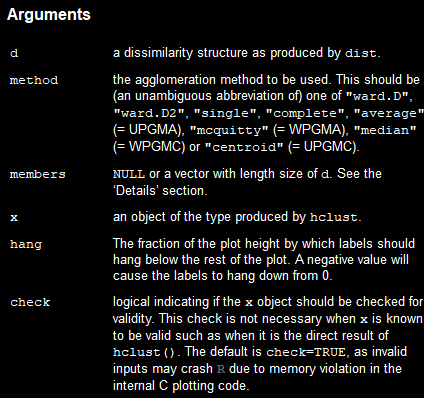 Arguments
d a dissimilarity structure as produced by dist.
method the agglomeration method to be used. This should be
(an unambiguous abbreviation of) one of "ward.D",
"ward.D2", "single", "complete", "average"
(= UPGMA), "mcquitty" (= WPGMA), "median"
(= WPGMC) or "centroid" (= UPGMC).
members NULL or a vector with length size of d. See the
‘Details’ section.
x an object of the type produced by hclust.
hang The fraction of the plot height by which labels should
hang below the rest of the plot. A negative value will
cause the labels to hang down from 0.
check logical indicating if the x object should be checked for
validity. This check is not necessary when x is known
to be valid such as when it is the direct result of
hclust(). The default is check=TRUE, as invalid
inputs may crash R due to memory violation in the
internal C plotting code.